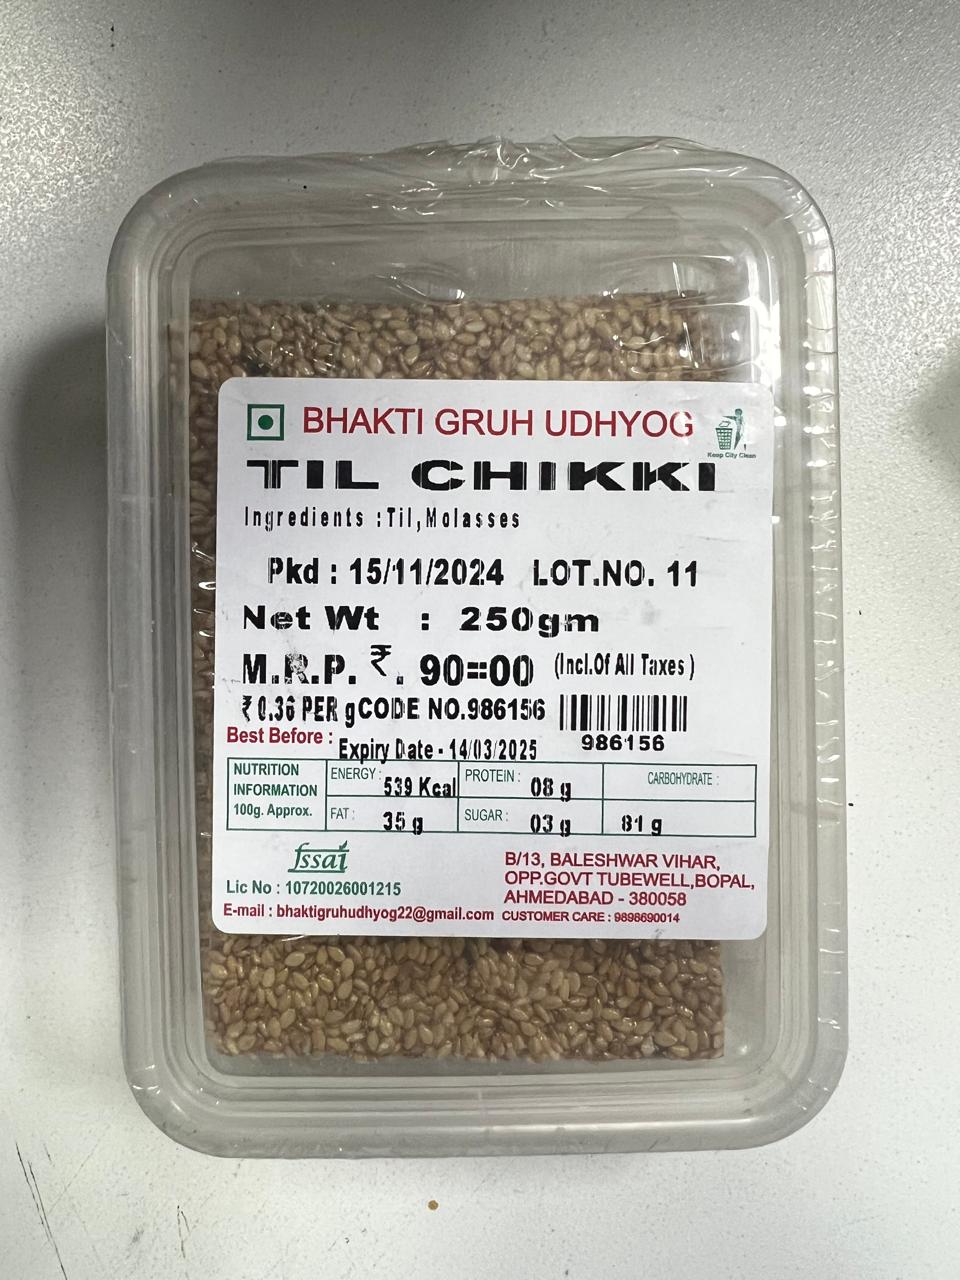 BHAKTI GRUH UDHYOG
Keep City Clean
TIL CHIKKI
Ingredients :Til,Molasses
Pkd : 15/11/2024 LOT.NO. 11
Net Wt : 250gm
M.R.P. ₹. 90=00 (Incl.Of All Taxes)
₹ 0.36 PER gCODE NO.986156
986156
Best Before : Expiry Date - 14/03/2025
NUTRITION INFORMATION 100g. Approx.
ENERGY : 539 Kcal
PROTEIN : 08 g
CARBOHYDRATE :
FAT : 35 g
SUGAR : 03 g
81 g
fssai
Lic No : 10720026001215
E-mail : bhaktigruhudhyog22@gmail.com
B/13, BALESHWAR VIHAR,
OPP.GOVT TUBEWELL,BOPAL,
AHMEDABAD - 380058
CUSTOMER CARE : 9898690014